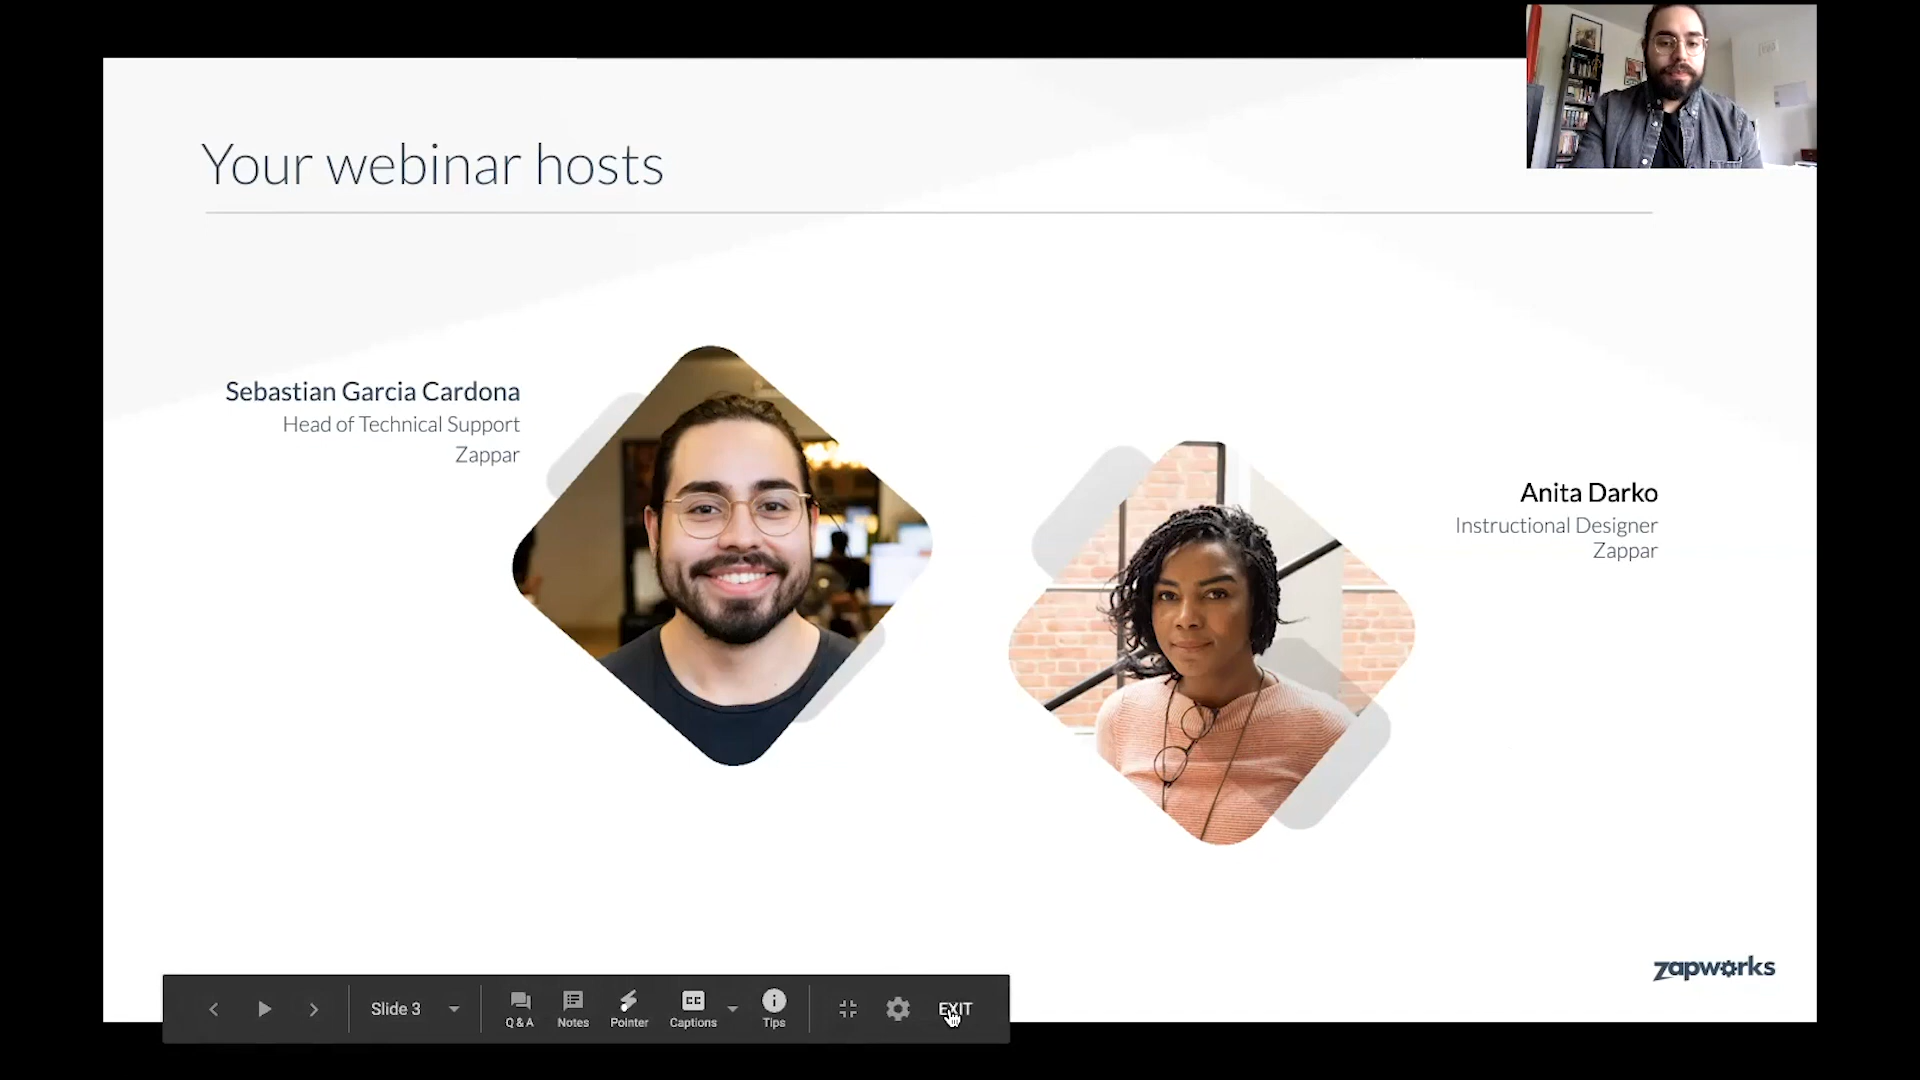 Your webinar hosts
Sebastian Garcia Cardona
Head of Technical Support
Zappar
Anita Darko
Instructional Designer
Zappar
zapworks
Slide 3
Q & A
Notes
Pointer
CC
Captions
Tips
EXIT